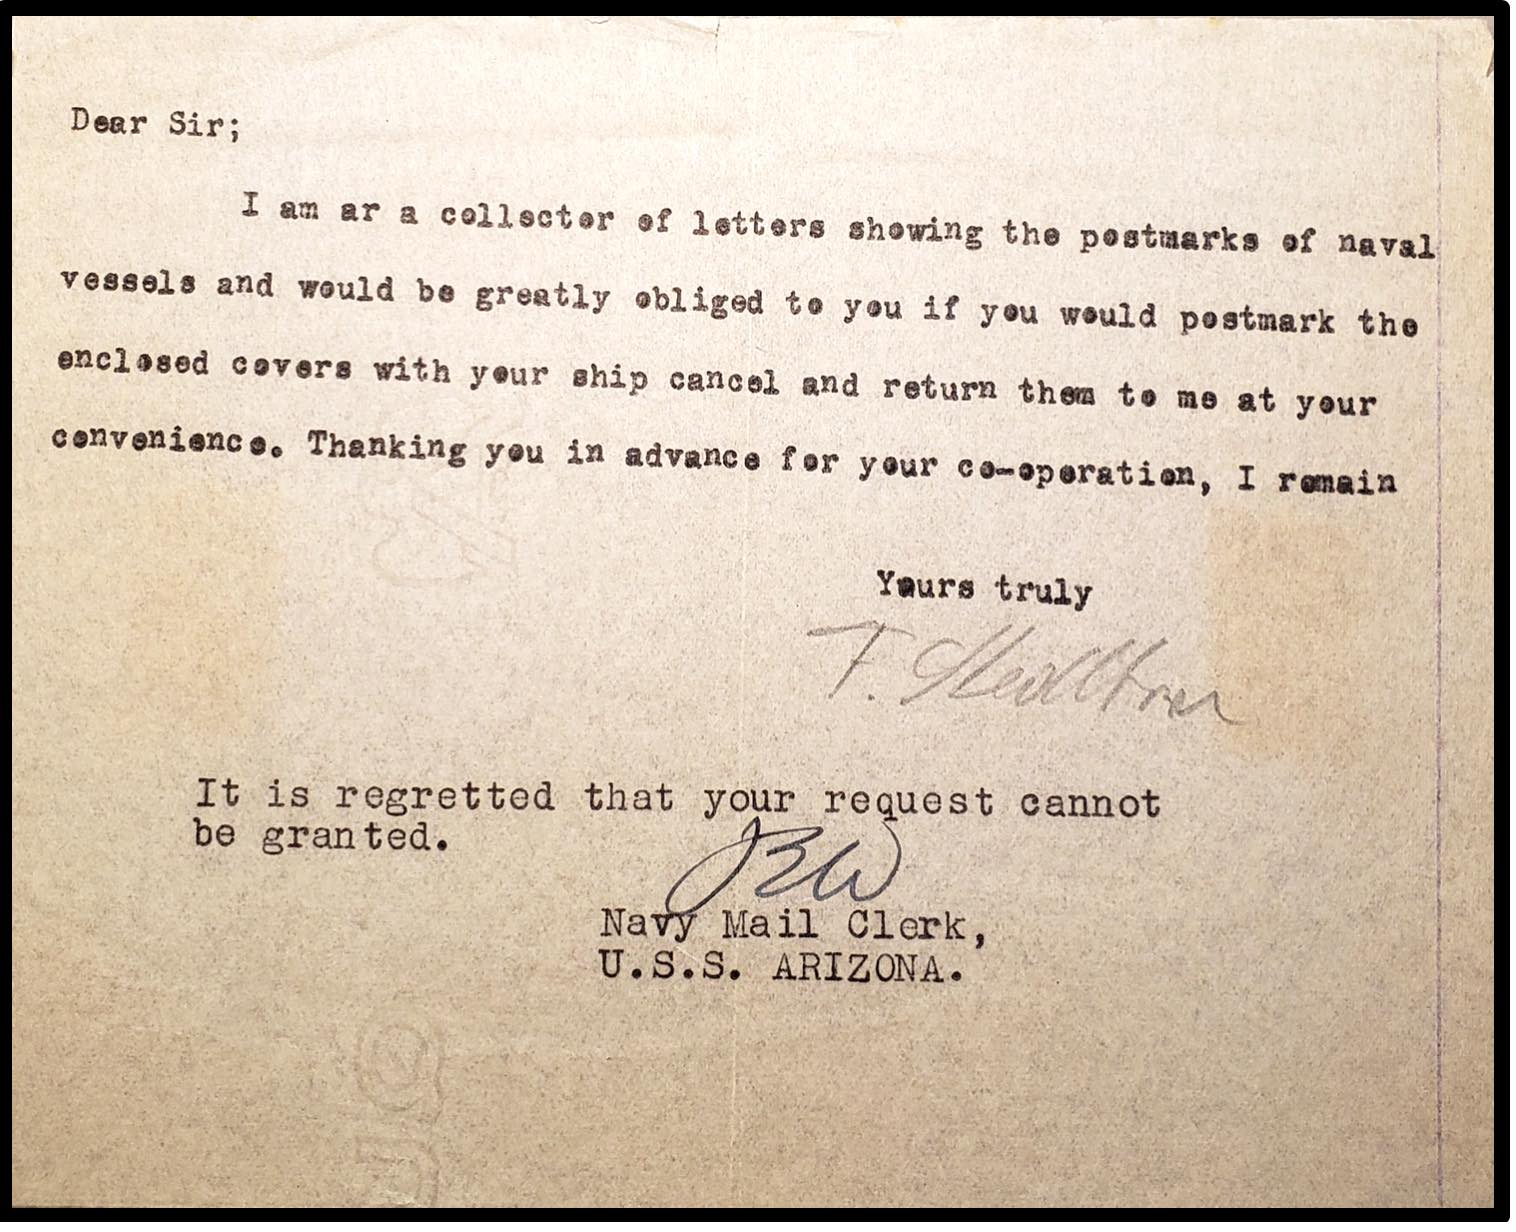 Dear Sir;
I am ar a collector of letters showing the postmarks of naval
vessels and would be greatly obliged to you if you would postmark the
enclosed covers with your ship cancel and return them to me at your
convenience. Thanking you in advance for your co-operation, I remain
Yours truly
T.
It is regretted that your request cannot
be granted.
Navy Mail Clerk,
U.S.S. ARIZONA.